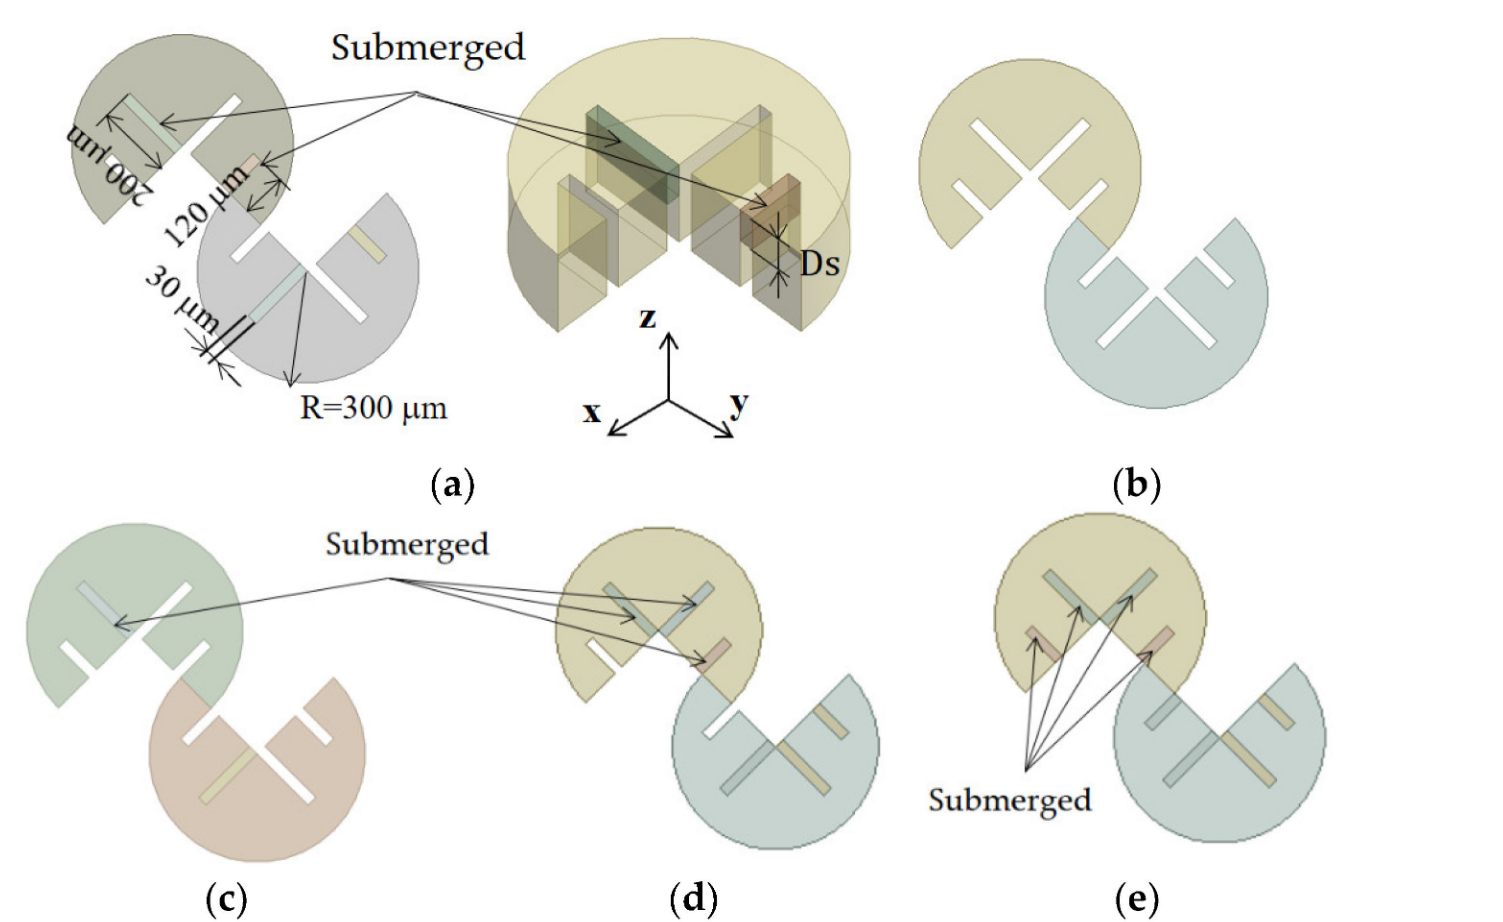 Submerged
200 µm
120 µm
30 µm
R=300 µm
Ds
z
x
y
(a)
(b)
Submerged
Submerged
(c)
(d)
(e)